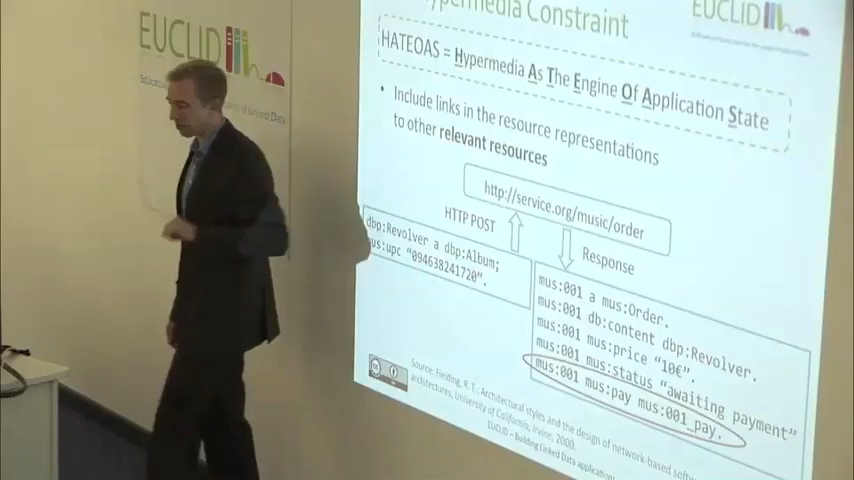 EUCLID
Hypermedia Constraint
EUCLID
HATEOAS = Hypermedia As The Engine Of Application State
• Include links in the resource representations
to other relevant resources
http://service.org/music/order
HTTP POST
Response
dbp:Revolver a dbp:Album;
mus:upc "094638241720".
mus:001 a mus:Order.
mus:001 db:content dbp:Revolver.
mus:001 mus:price "10€".
mus:001 mus:status "awaiting payment"
mus:001 mus:pay mus:001_pay.
Source: Fielding, R. T., Architectural styles and the design of network-based softw
architectures, University of California, Irvine, 2000.
EUCLID – Building Linked Data applications